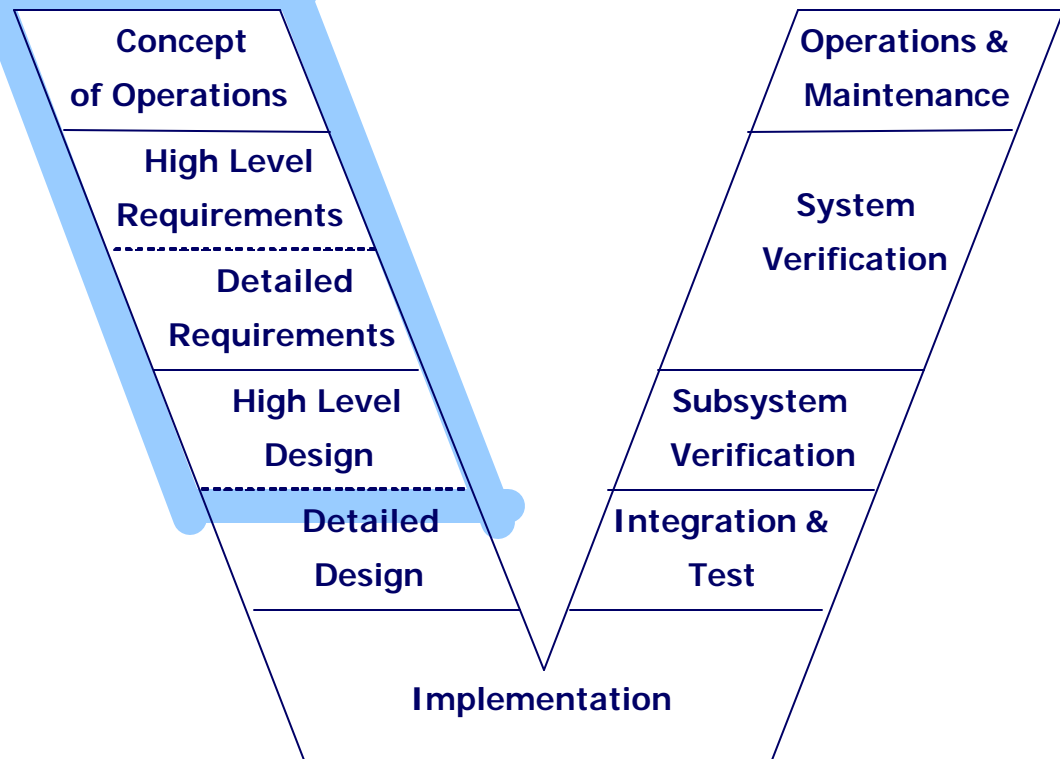 Concept
of Operations
High Level
Requirements
Detailed
Requirements
High Level
Design
Detailed
Design
Implementation
Operations &
Maintenance
System
Verification
Subsystem
Verification
Integration &
Test